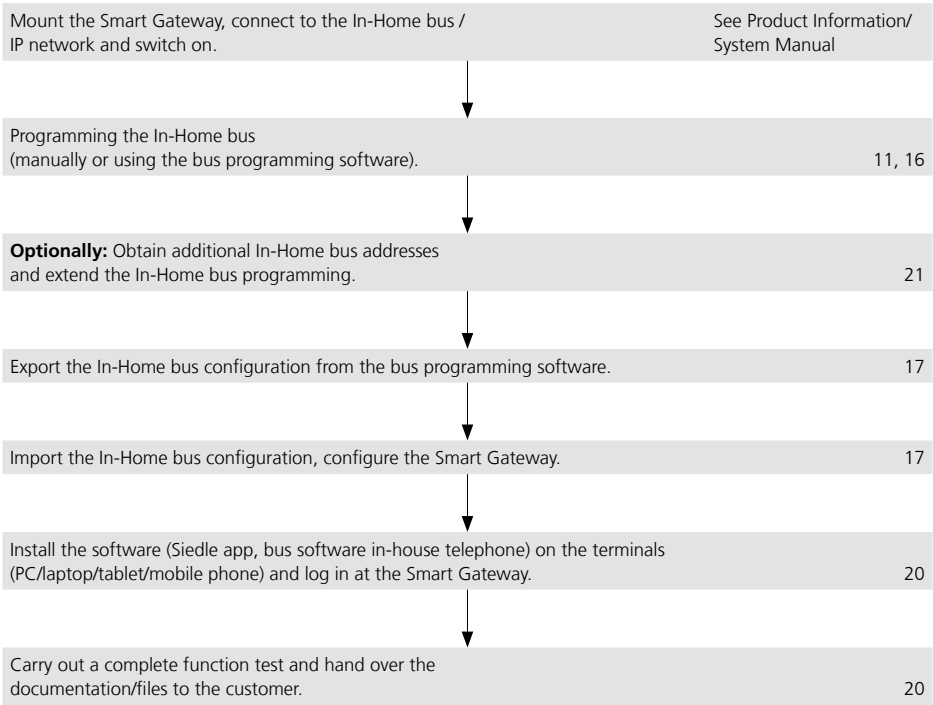 Mount the Smart Gateway, connect to the In-Home bus / See Product Information/
IP network and switch on. System Manual
Programming the In-Home bus
(manually or using the bus programming software). 11, 16
Optionally: Obtain additional In-Home bus addresses
and extend the In-Home bus programming. 21
Export the In-Home bus configuration from the bus programming software. 17
Import the In-Home bus configuration, configure the Smart Gateway. 17
Install the software (Siedle app, bus software in-house telephone) on the terminals
(PC/laptop/tablet/mobile phone) and log in at the Smart Gateway. 20
Carry out a complete function test and hand over the
documentation/files to the customer. 20